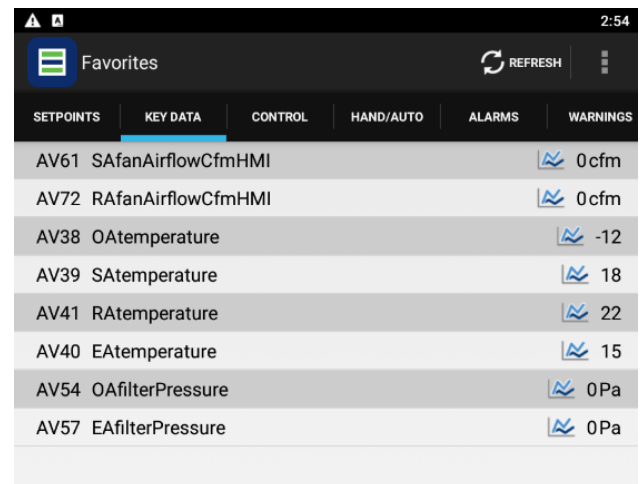 2:54
Favorites REFRESH
SETPOINTS KEY DATA CONTROL HAND/AUTO ALARMS WARNINGS
AV61 SAfanAirflowCfmHMI 0cfm
AV72 RAfanAirflowCfmHMI 0cfm
AV38 OAtemperature -12
AV39 SAtemperature 18
AV41 RAtemperature 22
AV40 EAtemperature 15
AV54 OAfilterPressure 0Pa
AV57 EAfilterPressure 0Pa